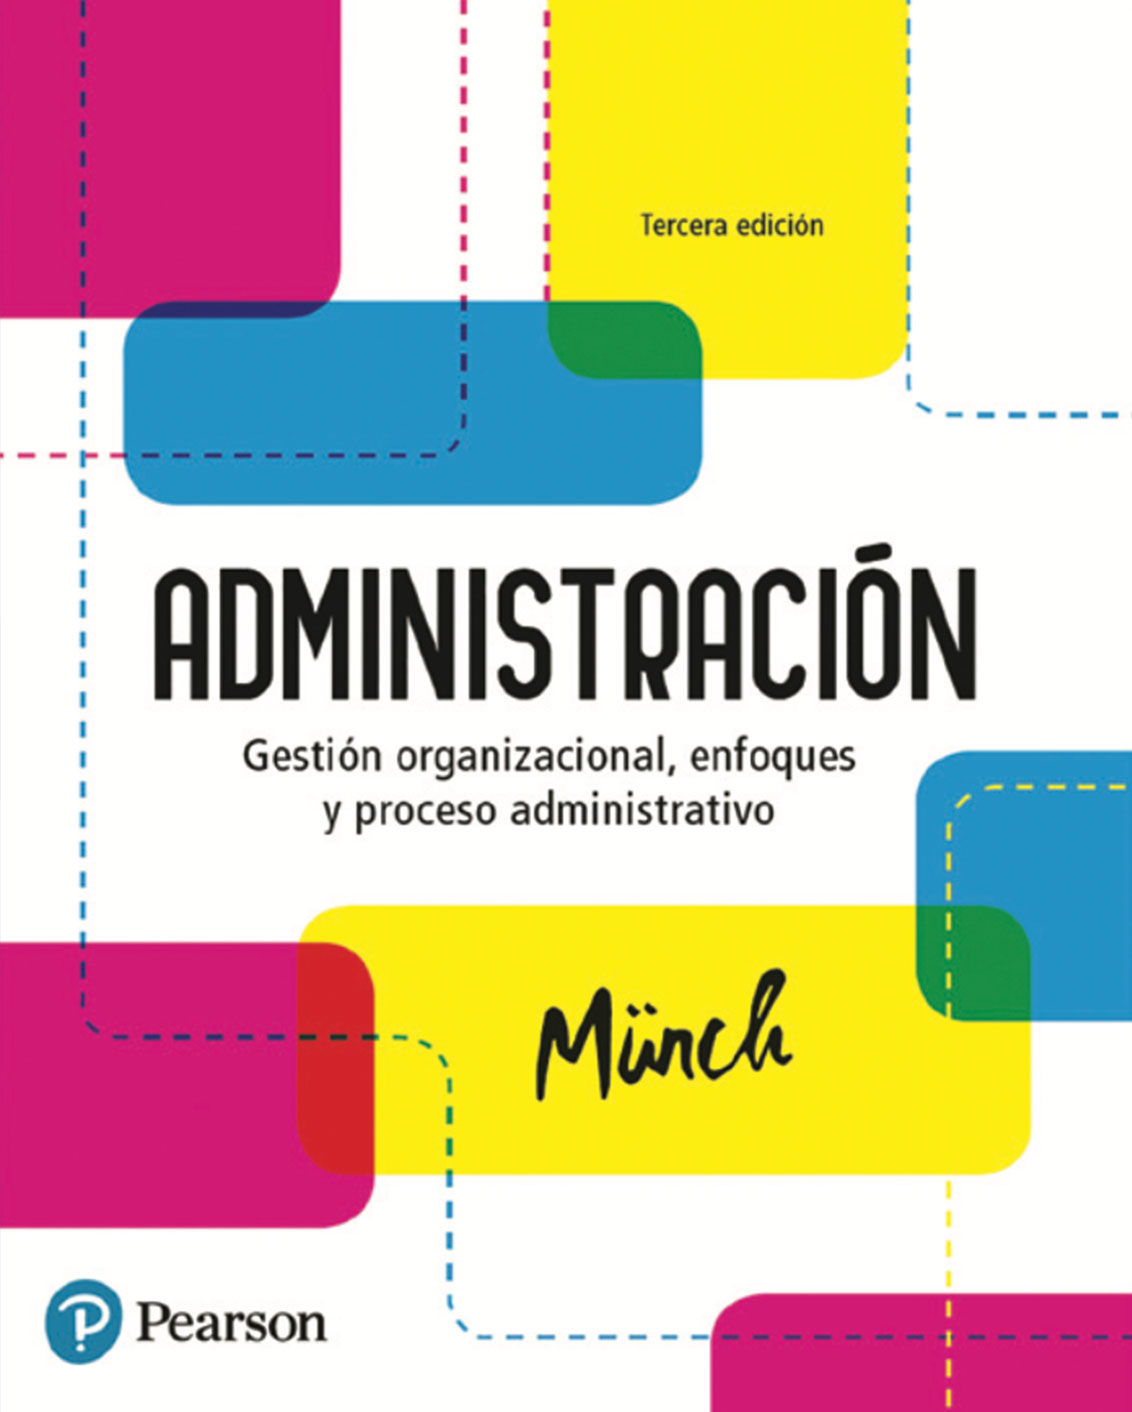 Tercera edición
ADMINISTRACIÓN
Gestión organizacional, enfoques
y proceso administrativo
Münch
Pearson